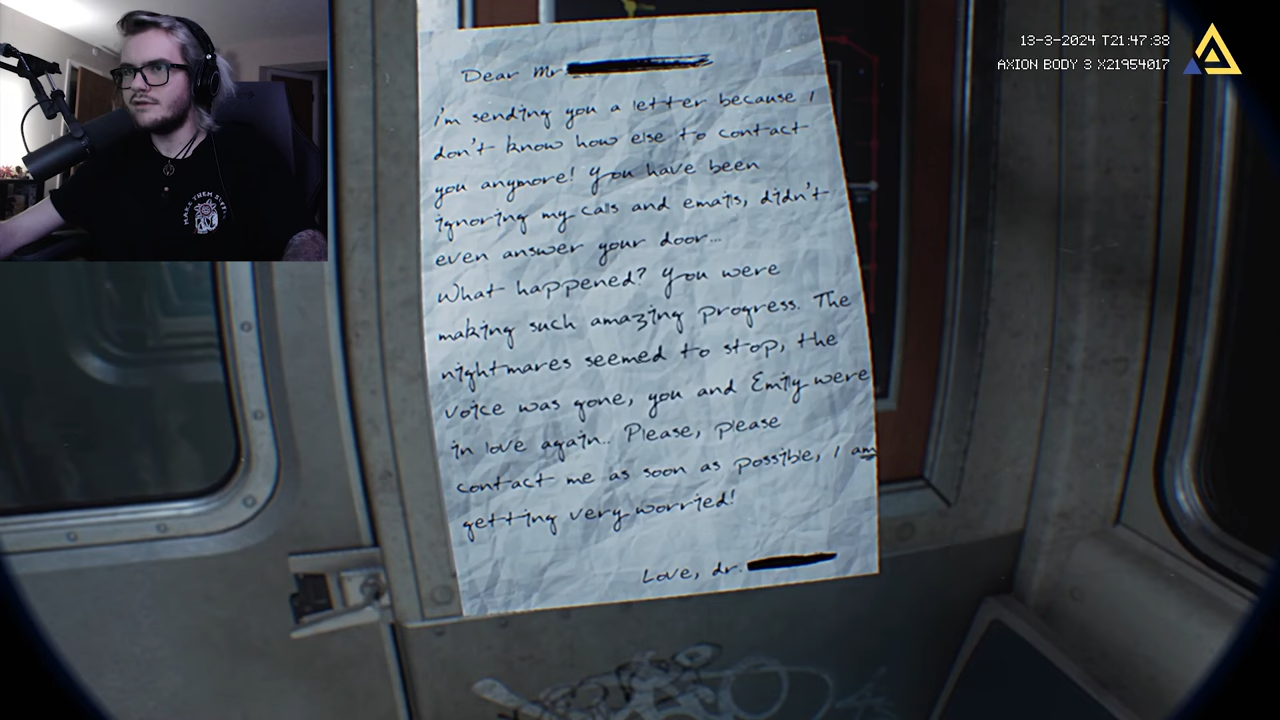 13-3-2024 T21:47:38
AXION BODY 3 X21954017
Dear Mr
i'm sending you a letter because I
don't know how else to contact
you anymore! You have been
ignoring my calls and emails, didn't
even answer your door...
What happened? You were
making such amazing progress. The
nightmares seemed to stop, the
voice was gone, you and Emily were
in love again.. Please, please
contact me as soon as possible, I am
getting very worried!
Love, dr.